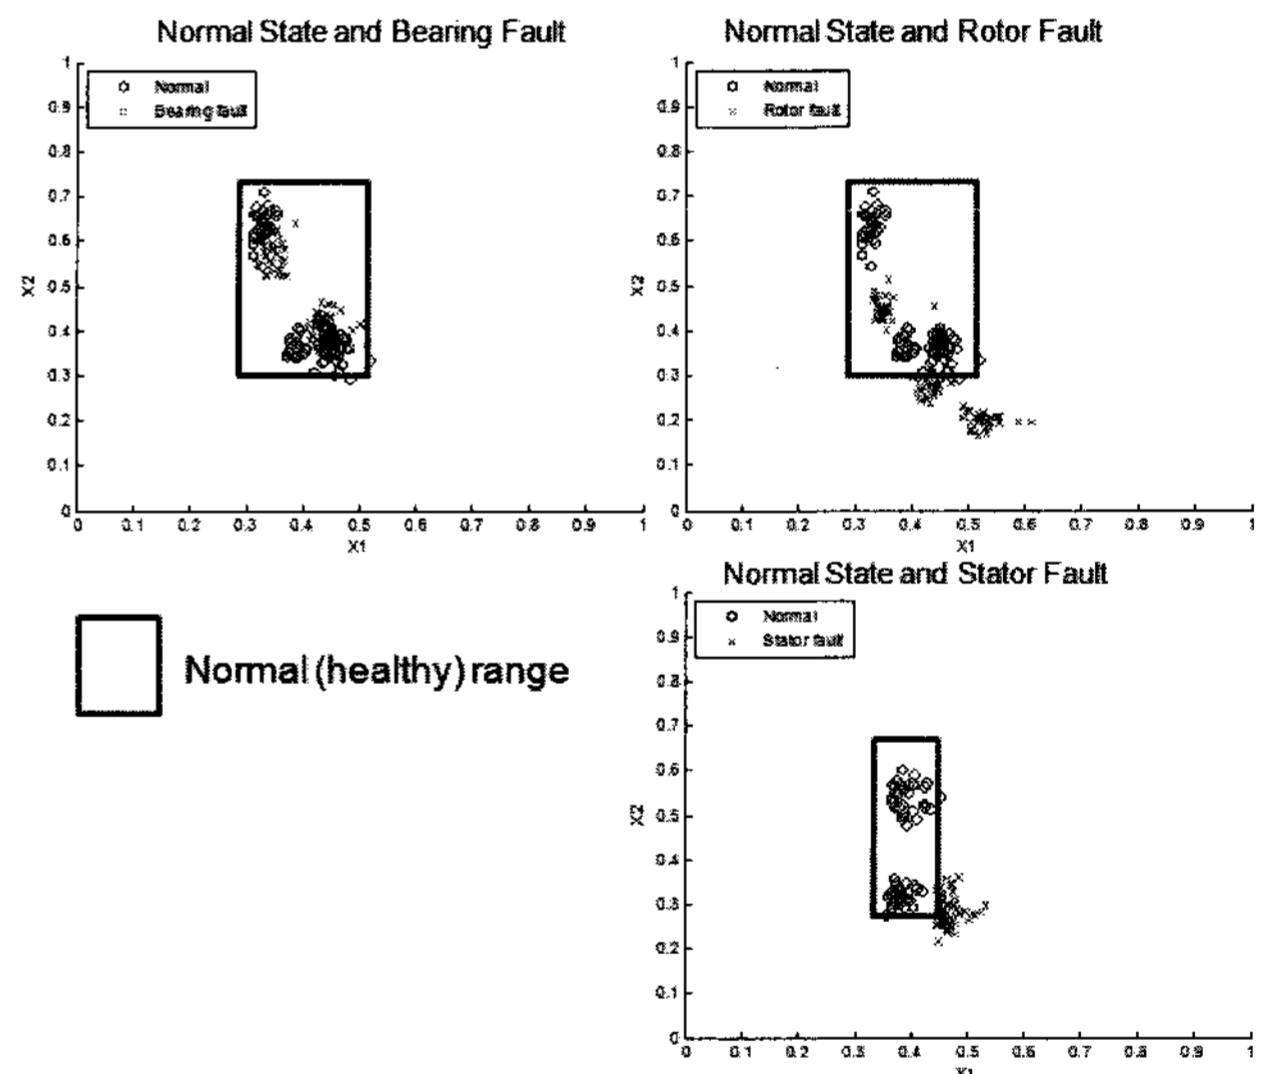 Normal State and Bearing Fault
Normal
Bearing fault
1
0.9
0.8
0.7
0.6
0.5
0.4
0.3
0.2
0.1
0
X2
0 0.1 0.2 0.3 0.4 0.5 0.6 0.7 0.8 0.9 1
X1
Normal State and Rotor Fault
Normal
Rotor fault
1
0.9
0.8
0.7
0.6
0.5
0.4
0.3
0.2
0.1
0
X2
0 0.1 0.2 0.3 0.4 0.5 0.6 0.7 0.8 0.9 1
X1
Normal (healthy) range
Normal State and Stator Fault
Normal
Stator fault
1
0.9
0.8
0.7
0.6
0.5
0.4
0.3
0.2
0.1
0
X2
0 0.1 0.2 0.3 0.4 0.5 0.6 0.7 0.8 0.9 1
X1